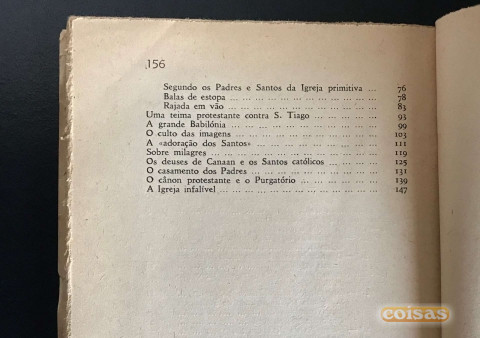 156
Segundo os Padres e Santos da Igreja primitiva ... 76
Balas de estopa ... ... ... ... ... ... ... ... ... ... 78
Rajada em vão ... ... ... ... ... ... ... ... ... ... 83
Uma teima protestante contra S. Tiago ... ... ... ... 93
A grande Babilónia ... ... ... ... ... ... ... ... ... 99
O culto das imagens ... ... ... ... ... ... ... ... ... 103
A «adoração dos Santos» ... ... ... ... ... ... ... ... 111
Sobre milagres ... ... ... ... ... ... ... ... ... ... 119
Os deuses de Canaan e os Santos católicos ... ... ... 125
O casamento dos Padres ... ... ... ... ... ... ... ... 131
O cânon protestante e o Purgatório ... ... ... ... ... 139
A Igreja infalível ... ... ... ... ... ... ... ... ... ... 147
coisas